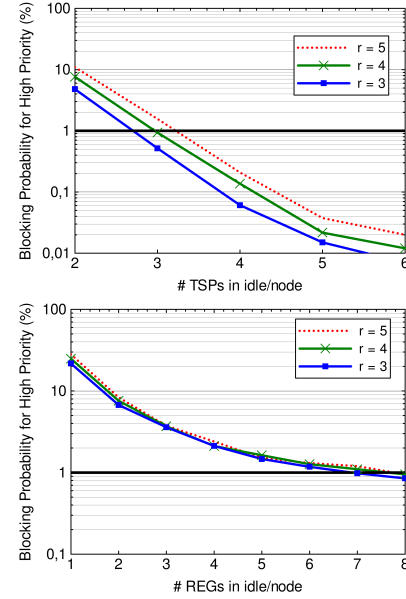 100
10
1
0,1
0,01
Blocking Probability for High Priority (%)
r = 5
r = 4
r = 3
2
3
4
5
6
# TSPs in idle/node
100
10
1
0,1
Blocking Probability for High Priority (%)
r = 5
r = 4
r = 3
1
2
3
4
5
6
7
8
# REGs in idle/node